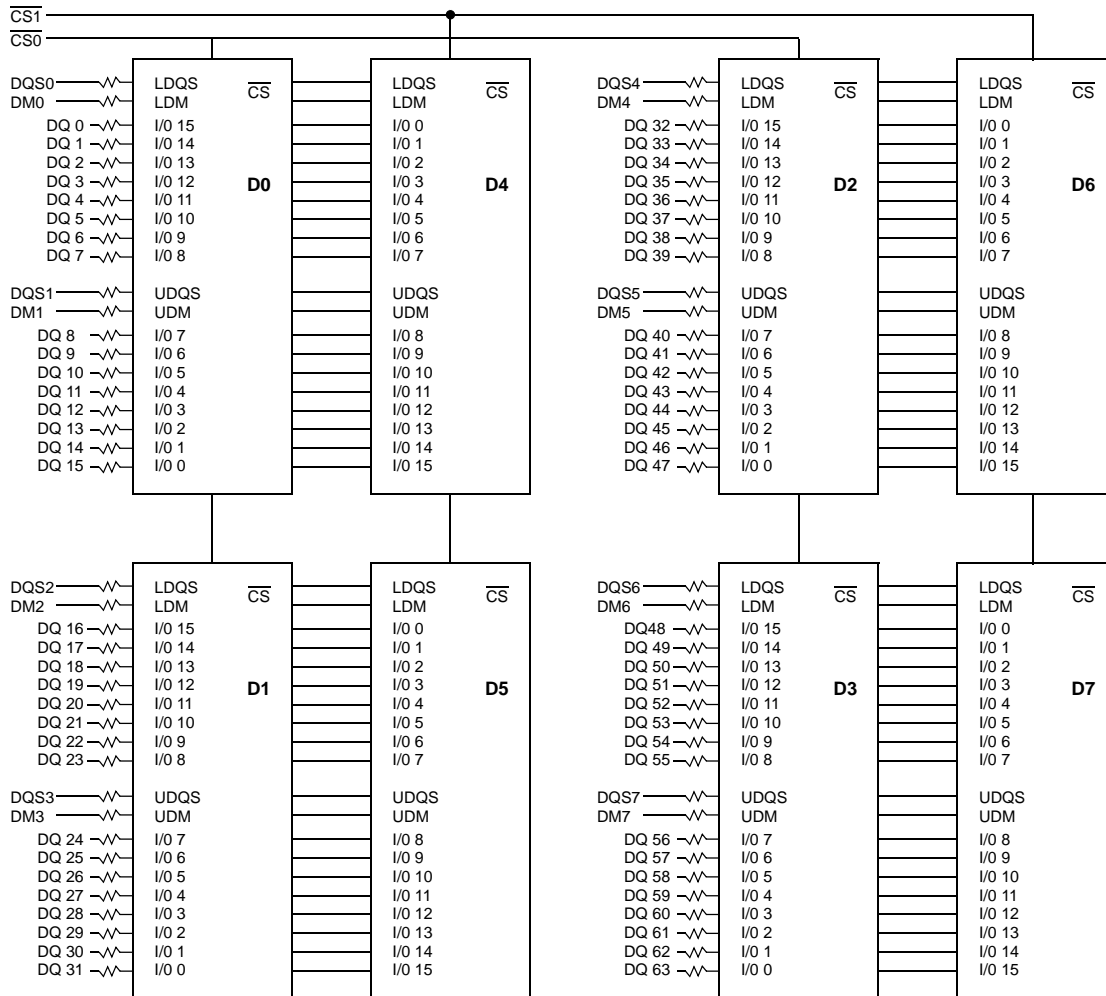 CS1
CS0
DQS0 LDQS CS LDQS CS
DM0 LDM LDM
DQ 0 I/0 15 I/0 0
DQ 1 I/0 14 I/0 1
DQ 2 I/0 13 I/0 2
DQ 3 I/0 12 D0 I/0 3 D4
DQ 4 I/0 11 I/0 4
DQ 5 I/0 10 I/0 5
DQ 6 I/0 9 I/0 6
DQ 7 I/0 8 I/0 7
DQS1 UDQS UDQS
DM1 UDM UDM
DQ 8 I/0 7 I/0 8
DQ 9 I/0 6 I/0 9
DQ 10 I/0 5 I/0 10
DQ 11 I/0 4 I/0 11
DQ 12 I/0 3 I/0 12
DQ 13 I/0 2 I/0 13
DQ 14 I/0 1 I/0 14
DQ 15 I/0 0 I/0 15
DQS4 LDQS CS LDQS CS
DM4 LDM LDM
DQ 32 I/0 15 I/0 0
DQ 33 I/0 14 I/0 1
DQ 34 I/0 13 I/0 2
DQ 35 I/0 12 D2 I/0 3 D6
DQ 36 I/0 11 I/0 4
DQ 37 I/0 10 I/0 5
DQ 38 I/0 9 I/0 6
DQ 39 I/0 8 I/0 7
DQS5 UDQS UDQS
DM5 UDM UDM
DQ 40 I/0 7 I/0 8
DQ 41 I/0 6 I/0 9
DQ 42 I/0 5 I/0 10
DQ 43 I/0 4 I/0 11
DQ 44 I/0 3 I/0 12
DQ 45 I/0 2 I/0 13
DQ 46 I/0 1 I/0 14
DQ 47 I/0 0 I/0 15
DQS2 LDQS CS LDQS CS
DM2 LDM LDM
DQ 16 I/0 15 I/0 0
DQ 17 I/0 14 I/0 1
DQ 18 I/0 13 I/0 2
DQ 19 I/0 12 D1 I/0 3 D5
DQ 20 I/0 11 I/0 4
DQ 21 I/0 10 I/0 5
DQ 22 I/0 9 I/0 6
DQ 23 I/0 8 I/0 7
DQS3 UDQS UDQS
DM3 UDM UDM
DQ 24 I/0 7 I/0 8
DQ 25 I/0 6 I/0 9
DQ 26 I/0 5 I/0 10
DQ 27 I/0 4 I/0 11
DQ 28 I/0 3 I/0 12
DQ 29 I/0 2 I/0 13
DQ 30 I/0 1 I/0 14
DQ 31 I/0 0 I/0 15
DQS6 LDQS CS LDQS CS
DM6 LDM LDM
DQ48 I/0 15 I/0 0
DQ 49 I/0 14 I/0 1
DQ 50 I/0 13 I/0 2
DQ 51 I/0 12 D3 I/0 3 D7
DQ 52 I/0 11 I/0 4
DQ 53 I/0 10 I/0 5
DQ 54 I/0 9 I/0 6
DQ 55 I/0 8 I/0 7
DQS7 UDQS UDQS
DM7 UDM UDM
DQ 56 I/0 7 I/0 8
DQ 57 I/0 6 I/0 9
DQ 58 I/0 5 I/0 10
DQ 59 I/0 4 I/0 11
DQ 60 I/0 3 I/0 12
DQ 61 I/0 2 I/0 13
DQ 62 I/0 1 I/0 14
DQ 63 I/0 0 I/0 15